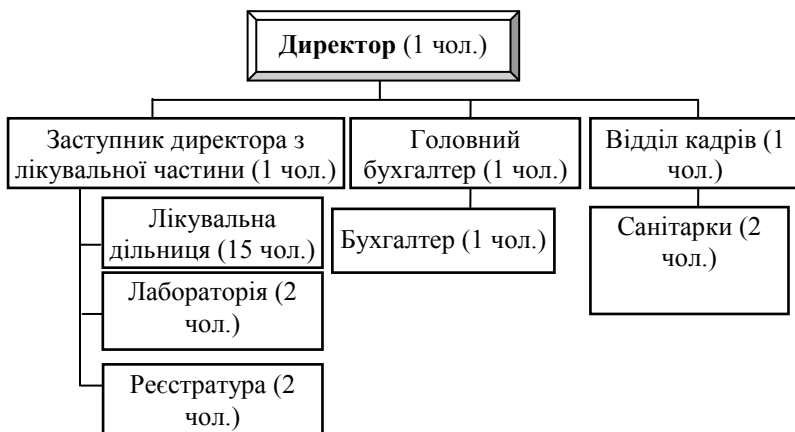 Директор (1 чол.)
Заступник директора з
лікувальної частини (1 чол.)
Головний
бухгалтер (1 чол.)
Відділ кадрів (1
чол.)
Лікувальна
дільниця (15 чол.)
Лабораторія (2
чол.)
Реєстратура (2
чол.)
Бухгалтер (1 чол.)
Санітарки (2
чол.)